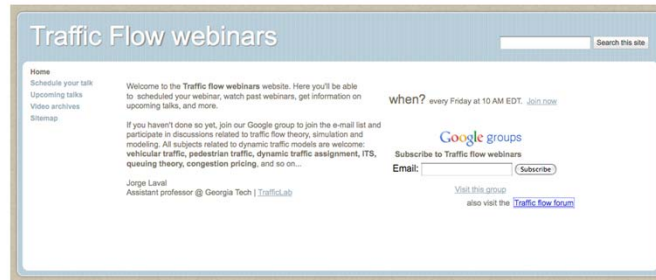 Traffic Flow webinars
Search this site
Home
Schedule your talk
Upcoming talks
Video archives
Sitemap
Welcome to the Traffic flow webinars website. Here you'll be able
to scheduled your webinar, watch past webinars, get information on
upcoming talks, and more.
If you haven't done so yet, join our Google group to join the e-mail list and
participate in discussions related to traffic flow theory, simulation and
modeling. All subjects related to dynamic traffic models are welcome:
vehicular traffic, pedestrian traffic, dynamic traffic assignment, ITS,
queuing theory, congestion pricing, and so on...
Jorge Laval
Assistant professor @ Georgia Tech | TrafficLab
when? every Friday at 10 AM EDT. Join now
Google groups
Subscribe to Traffic flow webinars
Email: Subscribe
Visit this group
also visit the Traffic flow forum